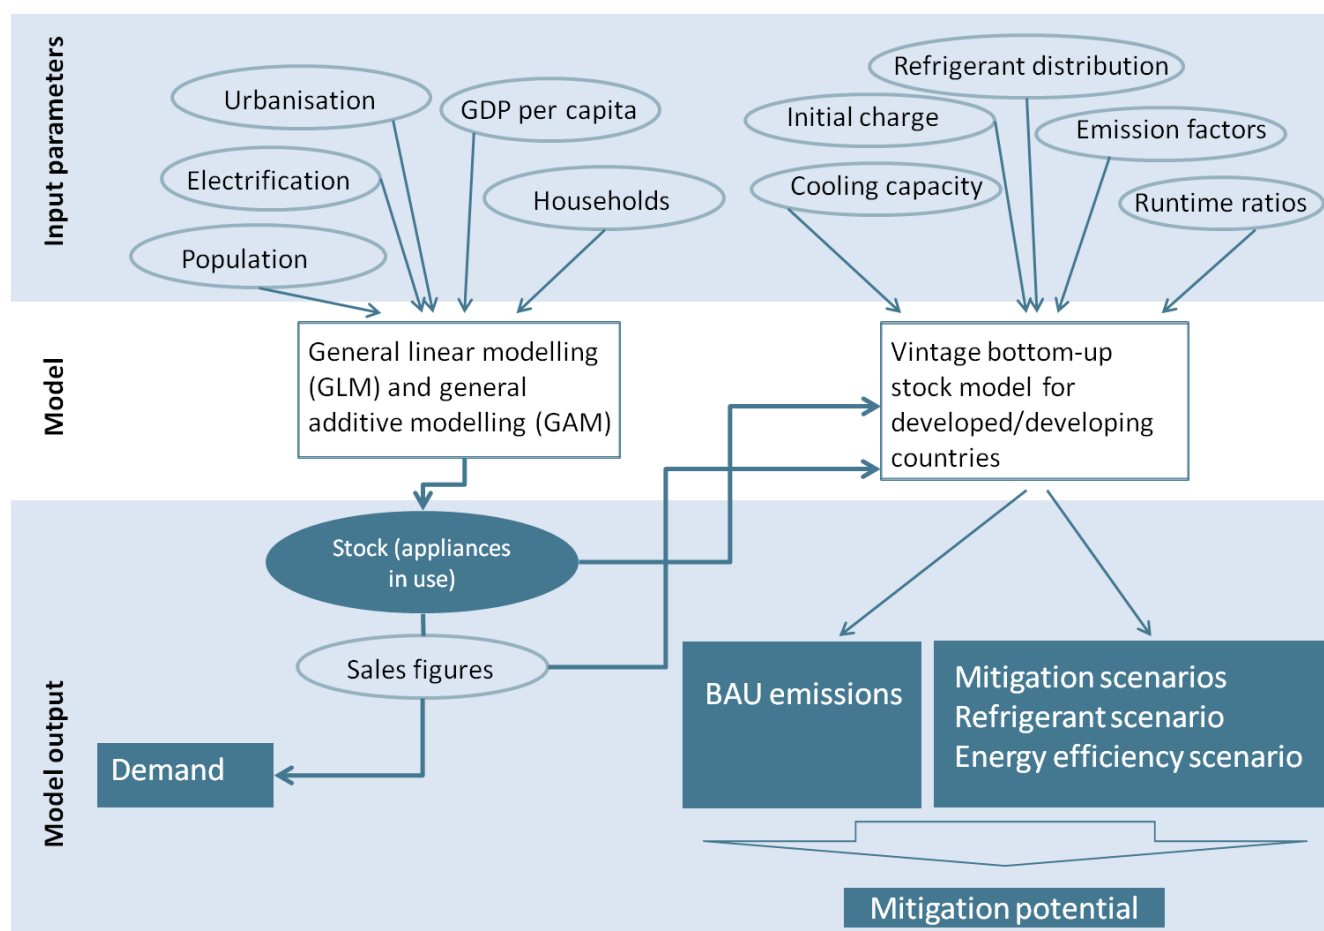 Input parameters
Urbanisation
GDP per capita
Electrification
Households
Population
Refrigerant distribution
Initial charge
Emission factors
Cooling capacity
Runtime ratios
Model
General linear modelling
(GLM) and general
additive modelling (GAM)
Vintage bottom-up
stock model for
developed/developing
countries
Model output
Stock (appliances
in use)
Sales figures
Demand
BAU emissions
Mitigation scenarios
Refrigerant scenario
Energy efficiency scenario
Mitigation potential